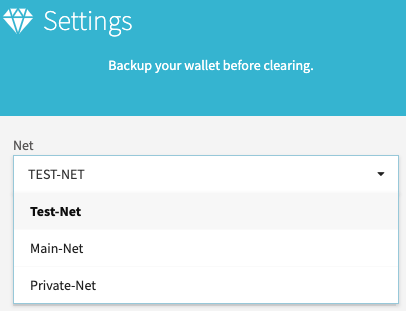 Settings
Backup your wallet before clearing.
Net
TEST-NET
Test-Net
Main-Net
Private-Net